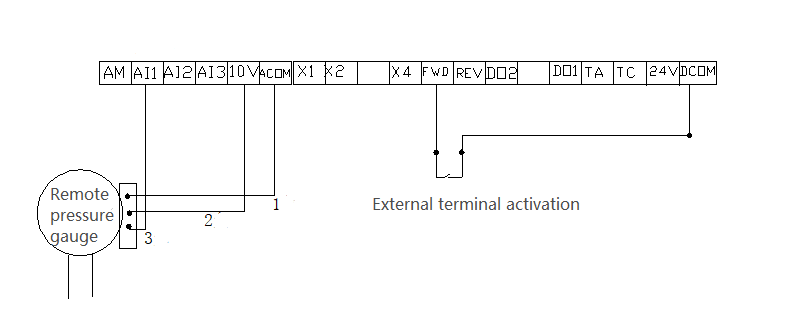 AM AI1 AI2 AI3 10V ACOM X1 X2 X4 FWD REV DO2 DO1 TA TC 24V DCOM
Remote
pressure
gauge
1
2
3
External terminal activation